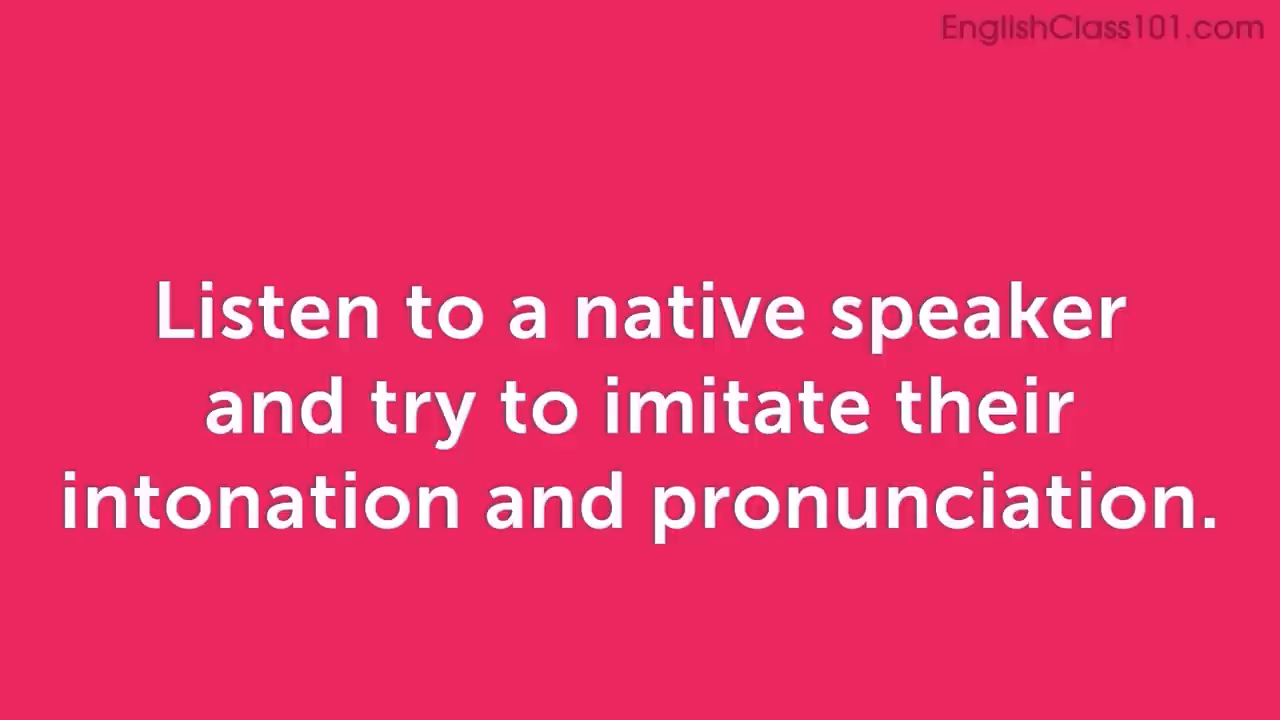 EnglishClass101.com
Listen to a native speaker
and try to imitate their
intonation and pronunciation.